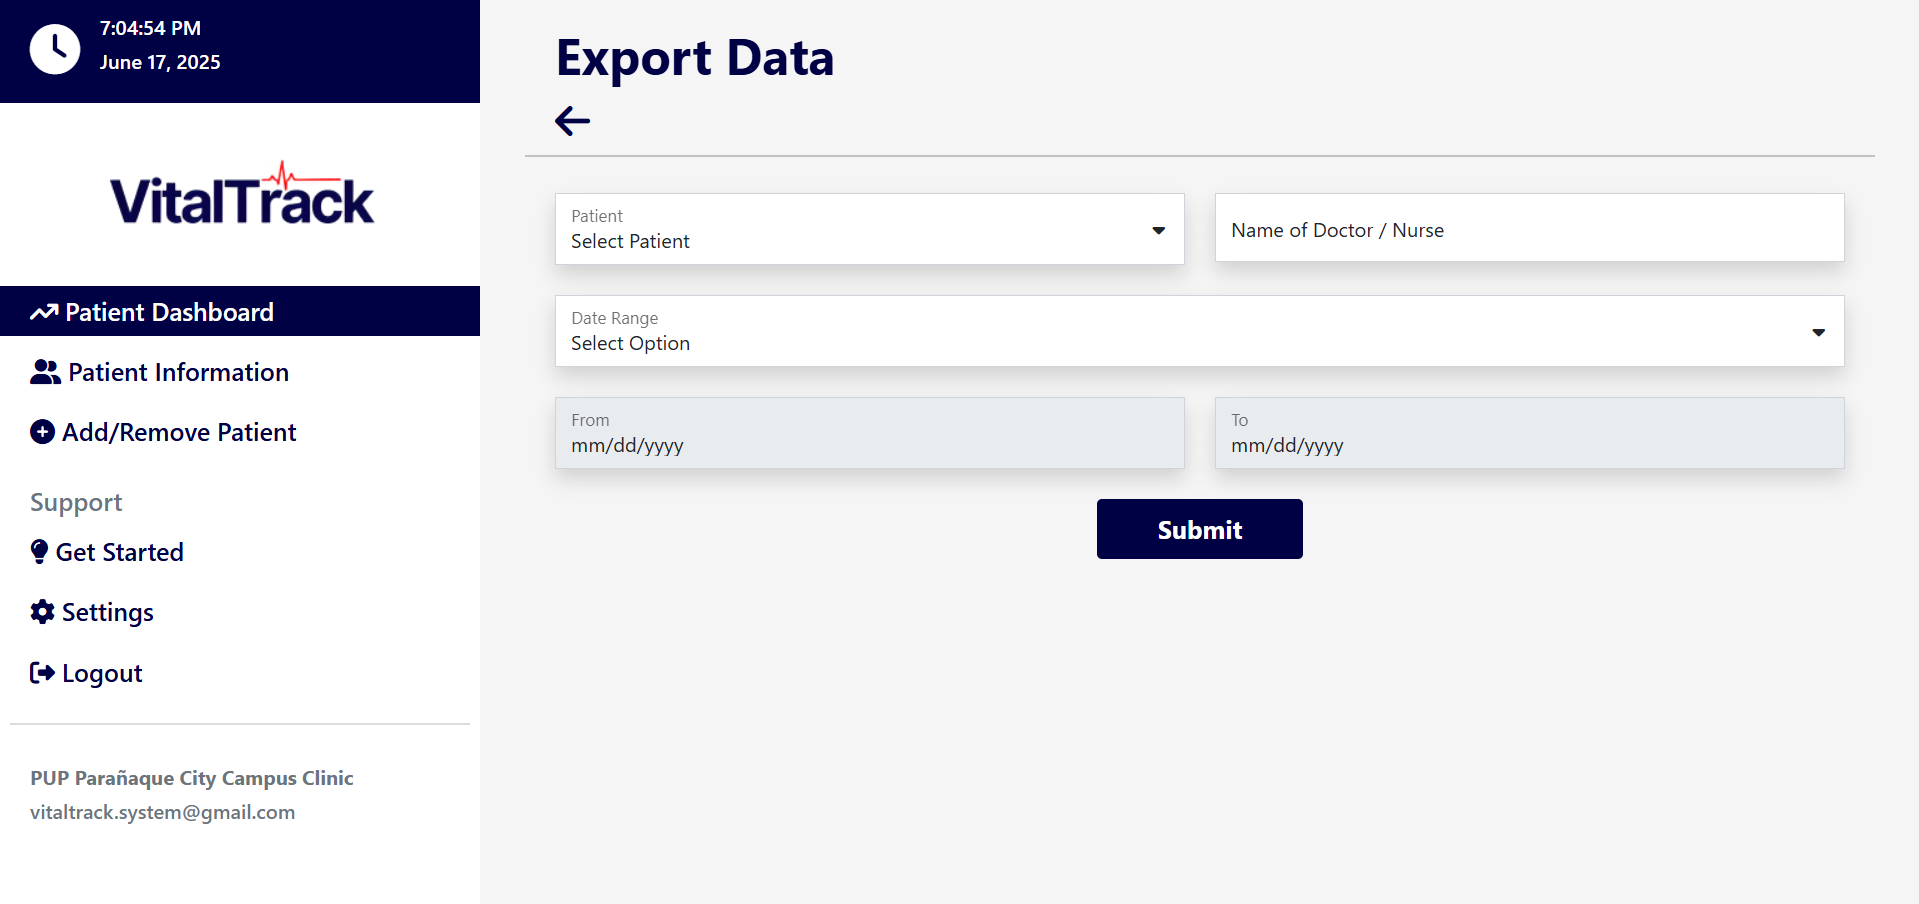 7:04:54 PM
June 17, 2025
VitalTrack
Patient Dashboard
Patient Information
Add/Remove Patient
Support
Get Started
Settings
Logout
PUP Parañaque City Campus Clinic
vitaltrack.system@gmail.com
Export Data
Patient
Select Patient
Name of Doctor / Nurse
Date Range
Select Option
From
mm/dd/yyyy
To
mm/dd/yyyy
Submit